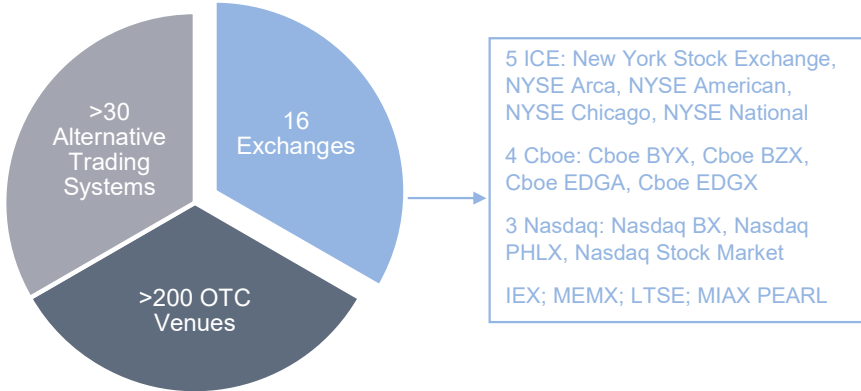 >30
Alternative
Trading
Systems
16
Exchanges
>200 OTC
Venues
5 ICE: New York Stock Exchange,
NYSE Arca, NYSE American,
NYSE Chicago, NYSE National
4 Cboe: Cboe BYX, Cboe BZX,
Cboe EDGA, Cboe EDGX
3 Nasdaq: Nasdaq BX, Nasdaq
PHLX, Nasdaq Stock Market
IEX; MEMX; LTSE; MIAX PEARL